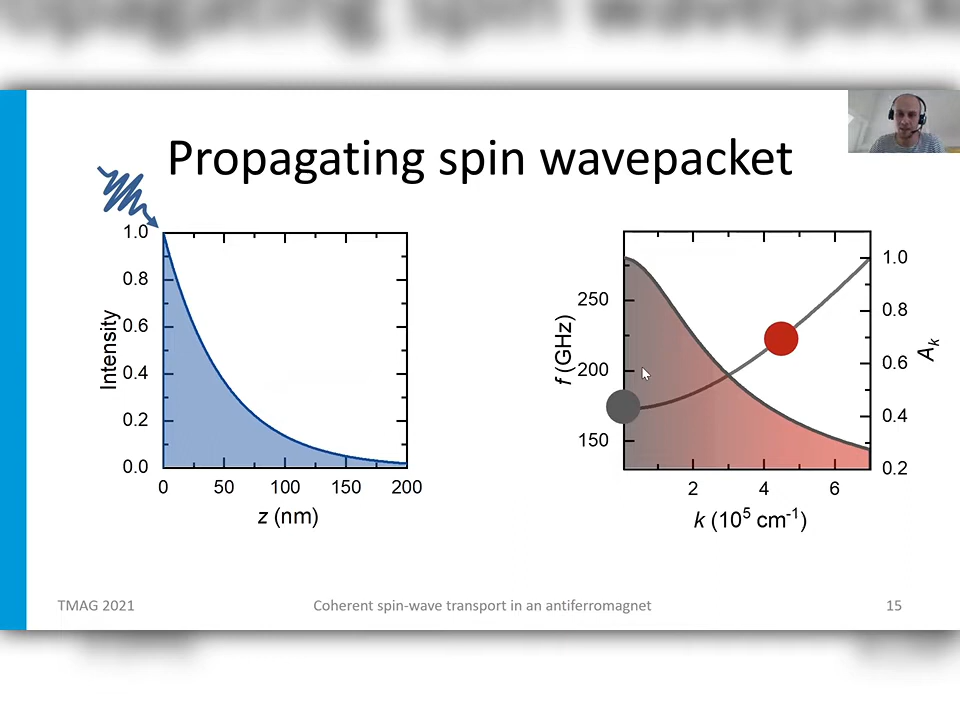 Propagating spin wavepacket
1.0
0.8
0.6
0.4
0.2
0.0
Intensity
0
50
100
150
200
z (nm)
250
200
150
f (GHz)
1.0
0.8
0.6
0.4
0.2
Ak
2
4
6
k (10⁵ cm⁻¹)
TMAG 2021
Coherent spin-wave transport in an antiferromagnet
15